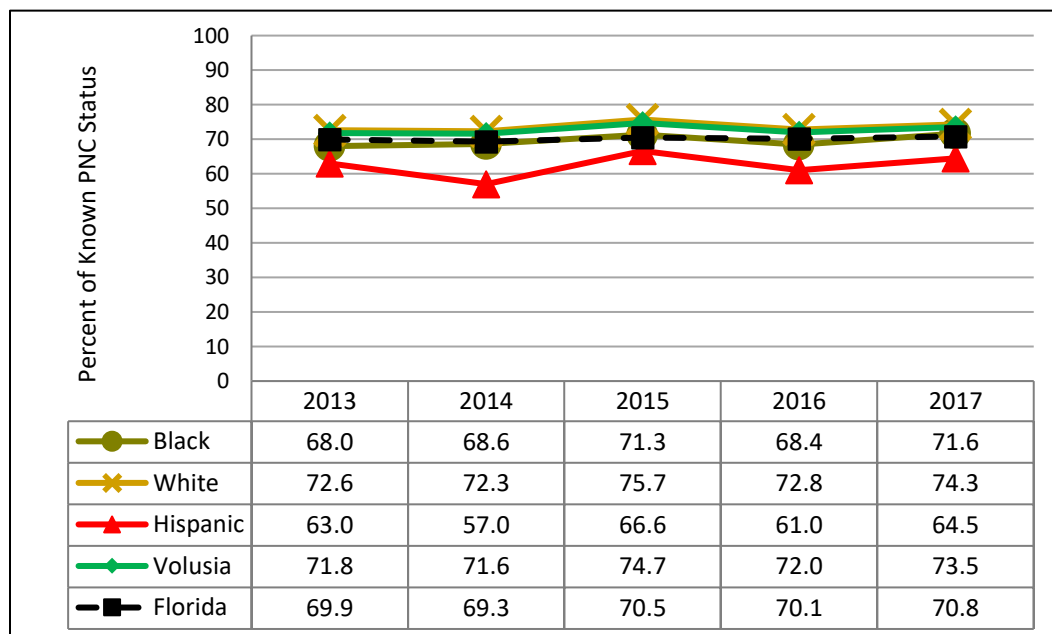 Percent of Known PNC Status
100
90
80
70
60
50
40
30
20
10
0
2013 2014 2015 2016 2017
Black 68.0 68.6 71.3 68.4 71.6
White 72.6 72.3 75.7 72.8 74.3
Hispanic 63.0 57.0 66.6 61.0 64.5
Volusia 71.8 71.6 74.7 72.0 73.5
Florida 69.9 69.3 70.5 70.1 70.8